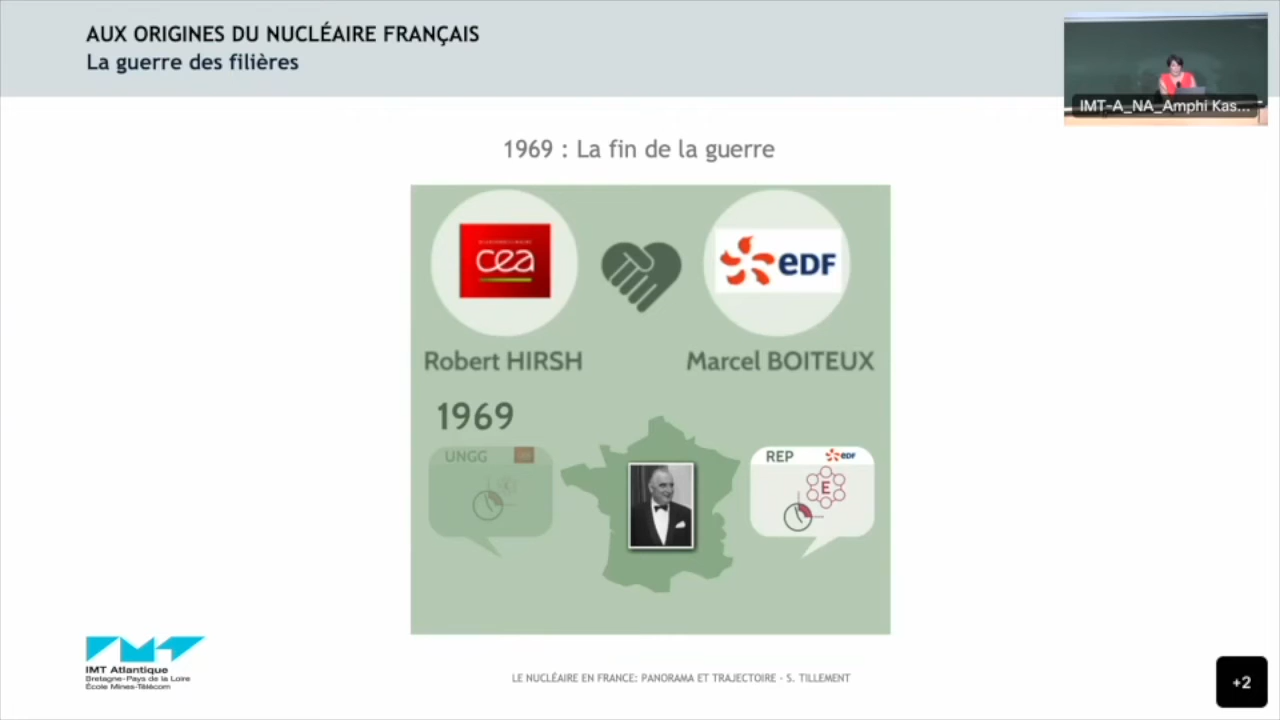 AUX ORIGINES DU NUCLÉAIRE FRANÇAIS
La guerre des filières
IMT-A_NA_Amphi Kas...
1969 : La fin de la guerre
cea
eDF
Robert HIRSH
Marcel BOITEUX
1969
UNGG
REP
eDF
E
IMT Atlantique
Bretagne-Pays de la Loire
École Mines-Télécom
LE NUCLÉAIRE EN FRANCE: PANORAMA ET TRAJECTOIRE - S. TILLEMENT
+2